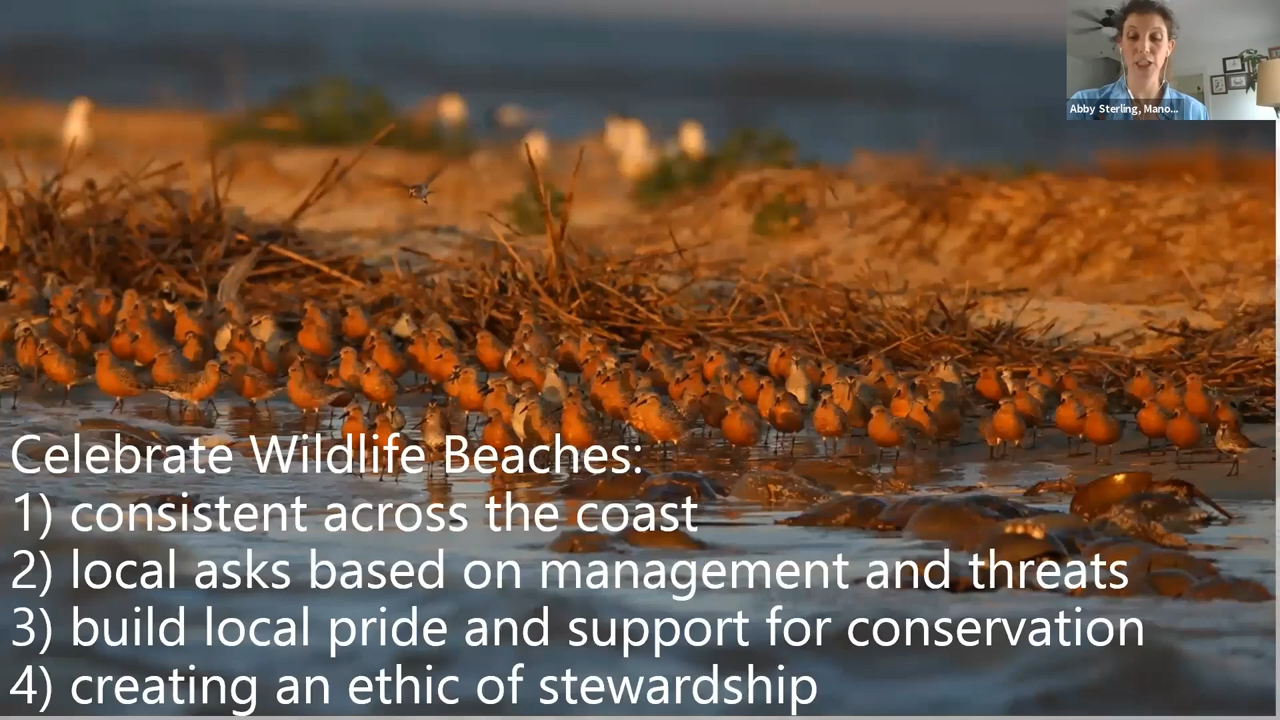 Abby Sterling, Mano...
Celebrate Wildlife Beaches:
1) consistent across the coast
2) local asks based on management and threats
3) build local pride and support for conservation
4) creating an ethic of stewardship